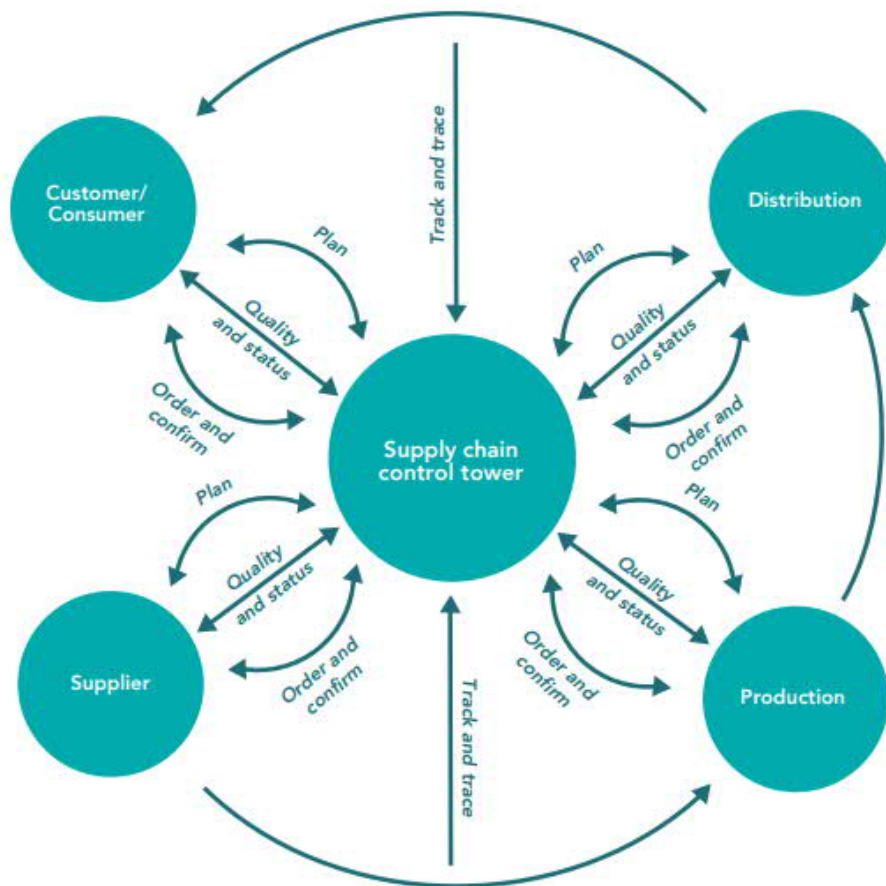 Track and trace
Customer/
Consumer
Distribution
Plan
Quality
and status
Order and
confirm
Plan
Quality
and status
Order and
confirm
Supply chain
control tower
Plan
Quality
and status
Order and
confirm
Plan
Quality
and status
Order and
confirm
Supplier
Production
Track and trace